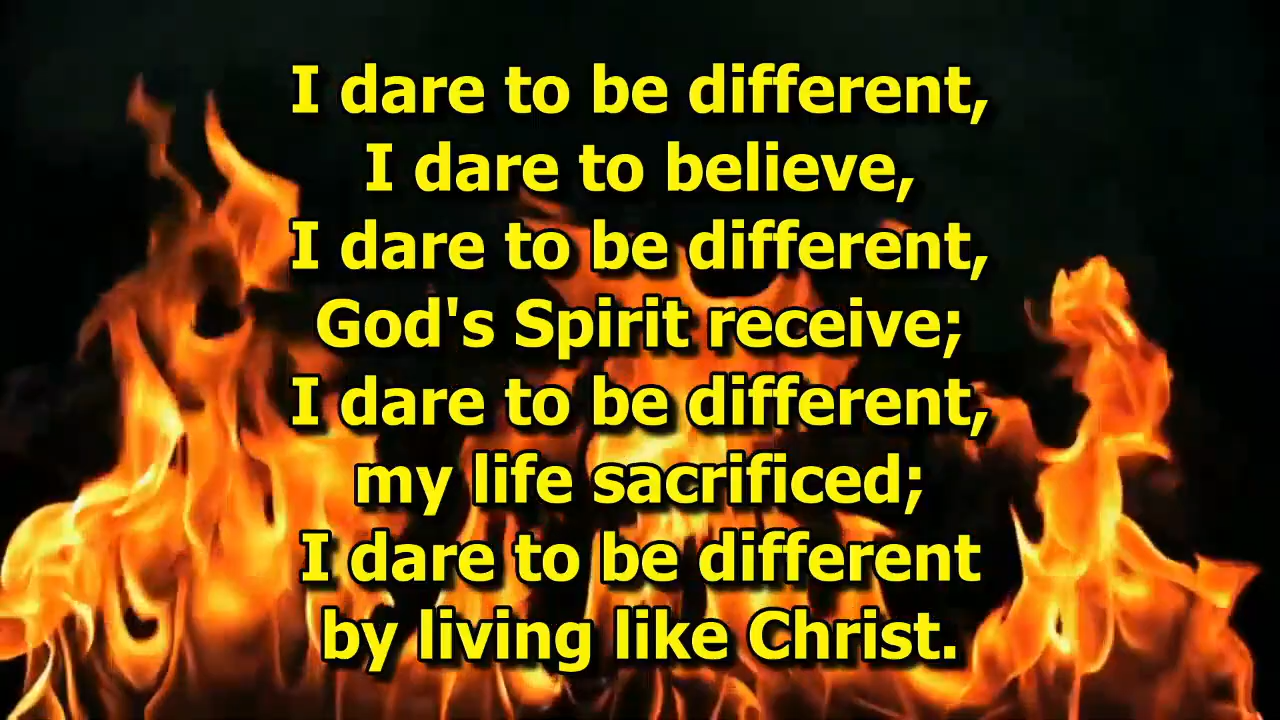 I dare to be different,
I dare to believe,
I dare to be different,
God's Spirit receive;
I dare to be different,
my life sacrificed;
I dare to be different
by living like Christ.